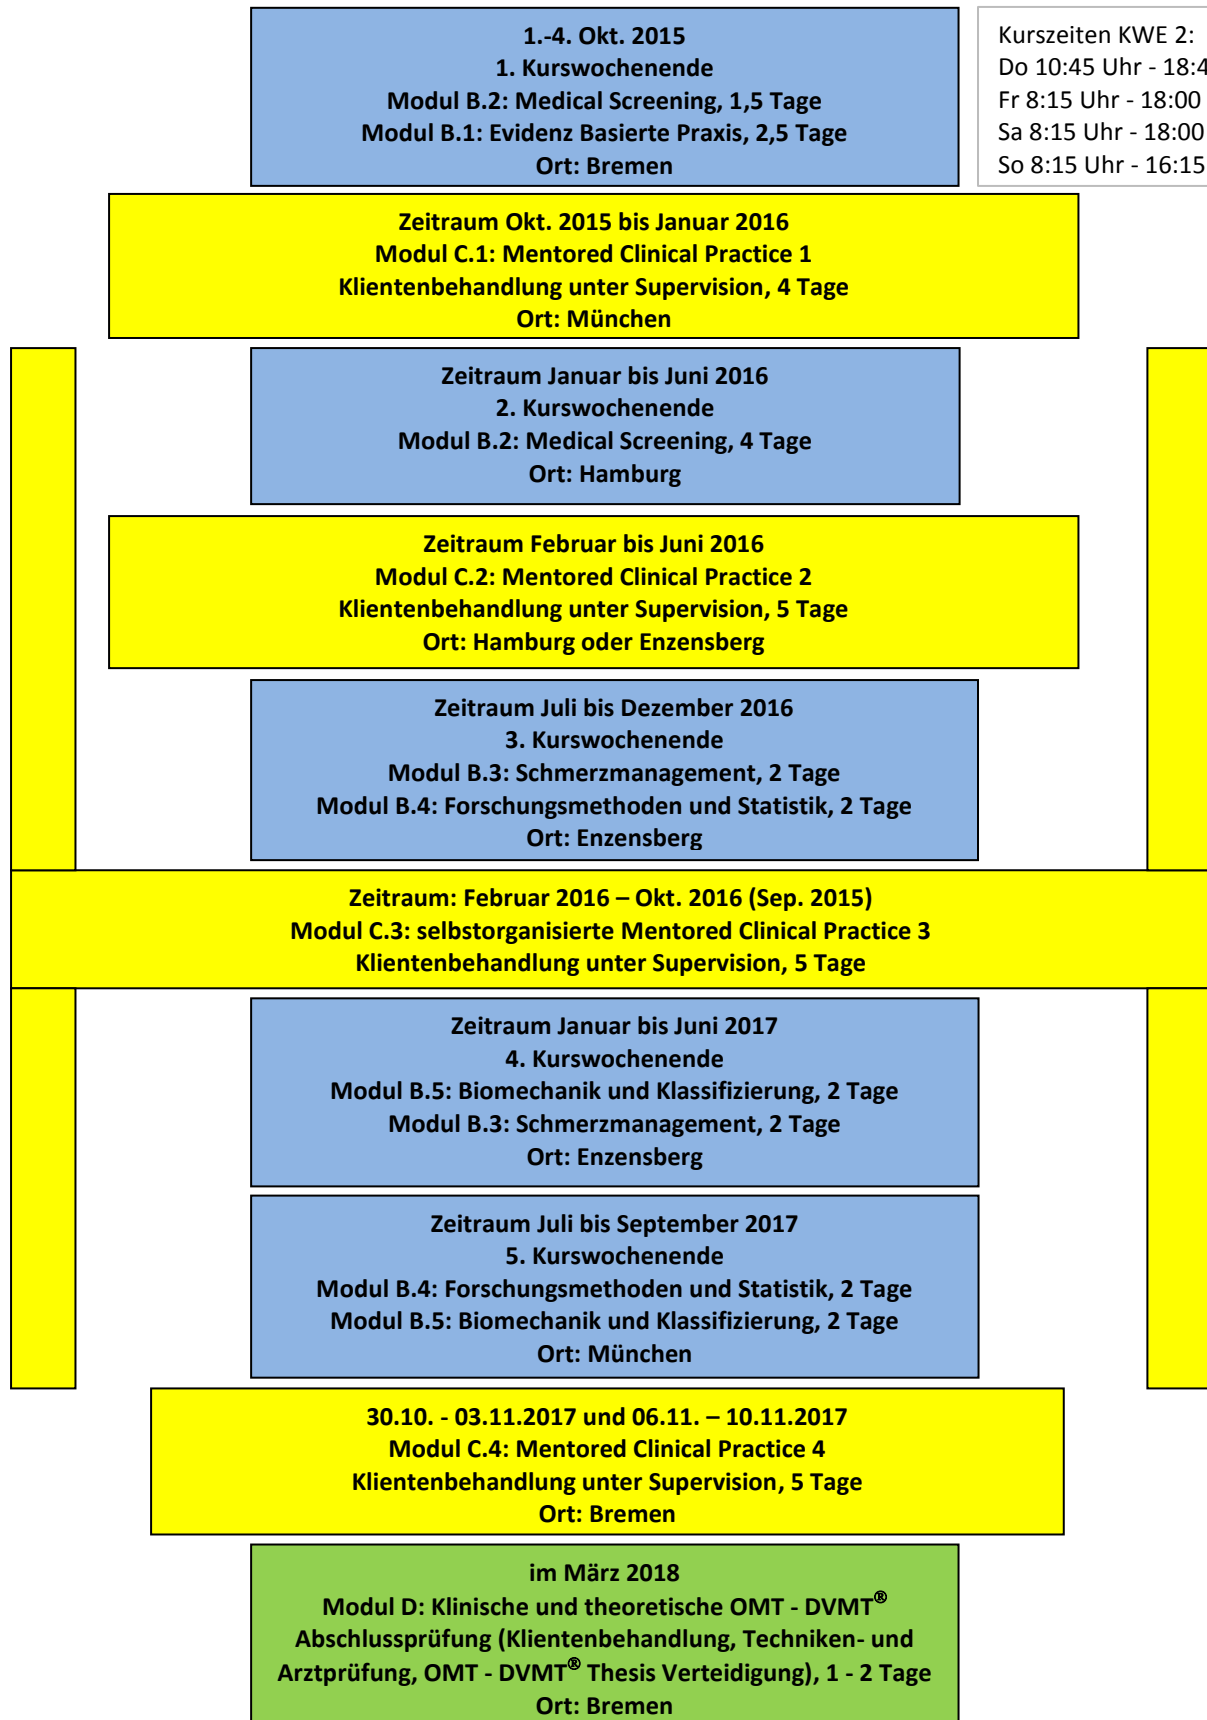 1.-4. Okt. 2015
1. Kurswochenende
Modul B.2: Medical Screening, 1,5 Tage
Modul B.1: Evidenz Basierte Praxis, 2,5 Tage
Ort: Bremen
Kurszeiten KWE 2:
Do 10:45 Uhr - 18:4
Fr 8:15 Uhr - 18:00
Sa 8:15 Uhr - 18:00
So 8:15 Uhr - 16:15
Zeitraum Okt. 2015 bis Januar 2016
Modul C.1: Mentored Clinical Practice 1
Klientenbehandlung unter Supervision, 4 Tage
Ort: München
Zeitraum Januar bis Juni 2016
2. Kurswochenende
Modul B.2: Medical Screening, 4 Tage
Ort: Hamburg
Zeitraum Februar bis Juni 2016
Modul C.2: Mentored Clinical Practice 2
Klientenbehandlung unter Supervision, 5 Tage
Ort: Hamburg oder Enzensberg
Zeitraum Juli bis Dezember 2016
3. Kurswochenende
Modul B.3: Schmerzmanagement, 2 Tage
Modul B.4: Forschungsmethoden und Statistik, 2 Tage
Ort: Enzensberg
Zeitraum: Februar 2016 – Okt. 2016 (Sep. 2015)
Modul C.3: selbstorganisierte Mentored Clinical Practice 3
Klientenbehandlung unter Supervision, 5 Tage
Zeitraum Januar bis Juni 2017
4. Kurswochenende
Modul B.5: Biomechanik und Klassifizierung, 2 Tage
Modul B.3: Schmerzmanagement, 2 Tage
Ort: Enzensberg
Zeitraum Juli bis September 2017
5. Kurswochenende
Modul B.4: Forschungsmethoden und Statistik, 2 Tage
Modul B.5: Biomechanik und Klassifizierung, 2 Tage
Ort: München
30.10. - 03.11.2017 und 06.11. – 10.11.2017
Modul C.4: Mentored Clinical Practice 4
Klientenbehandlung unter Supervision, 5 Tage
Ort: Bremen
im März 2018
Modul D: Klinische und theoretische OMT - DVMT®
Abschlussprüfung (Klientenbehandlung, Techniken- und
Arztprüfung, OMT - DVMT® Thesis Verteidigung), 1 - 2 Tage
Ort: Bremen